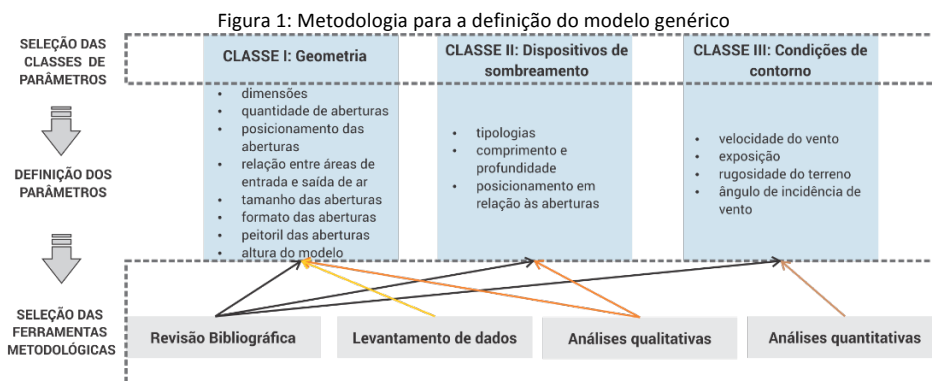 Figura 1: Metodologia para a definição do modelo genérico
SELEÇÃO DAS
CLASSES DE
PARÂMETROS
CLASSE I: Geometria
CLASSE II: Dispositivos de
sombreamento
CLASSE III: Condições de
contorno
DEFINIÇÃO DOS
PARÂMETROS
• dimensões
• quantidade de aberturas
• posicionamento das
aberturas
• relação entre áreas de
entrada e saída de ar
• tamanho das aberturas
• formato das aberturas
• peitoril das aberturas
• altura do modelo
• tipologias
• comprimento e
profundidade
• posicionamento em
relação às aberturas
• velocidade do vento
• exposição
• rugosidade do terreno
• ângulo de incidência de
vento
SELEÇÃO DAS
FERRAMENTAS
METODOLÓGICAS
Revisão Bibliográfica
Levantamento de dados
Análises qualitativas
Análises quantitativas